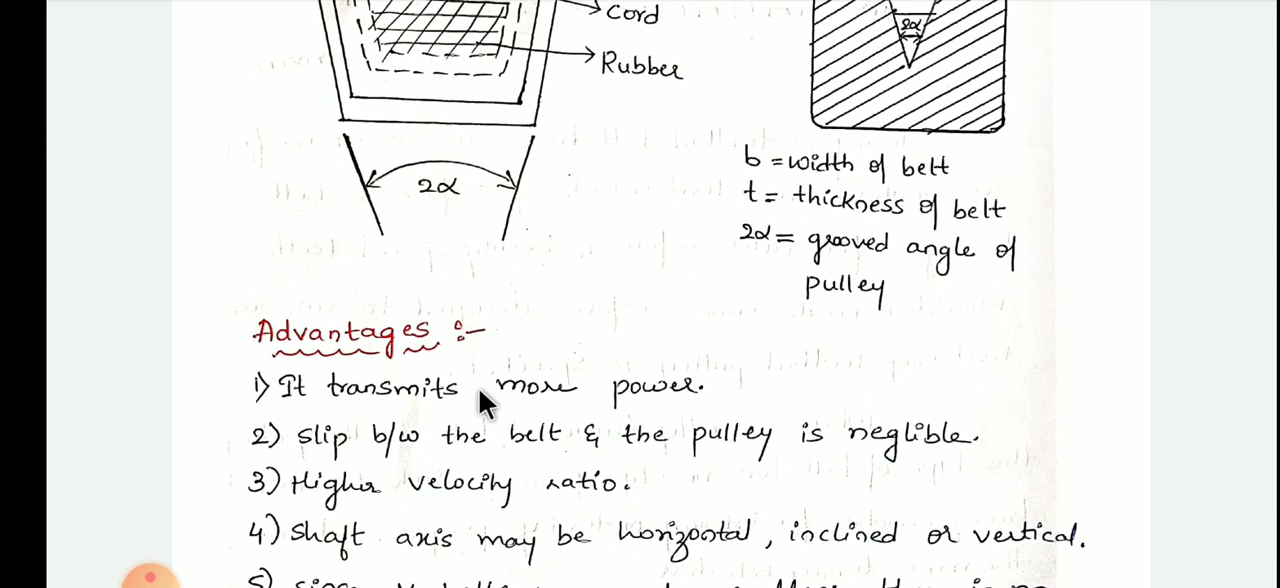 Cord
Rubber
2α
2α
b = width of belt
t = thickness of belt
2α = grooved angle of
pulley
Advantages :-
1) It transmits more power.
2) Slip b/w the belt & the pulley is neglible.
3) Higher velocity ratio.
4) Shaft axis may be horizontal, inclined or vertical.
5)